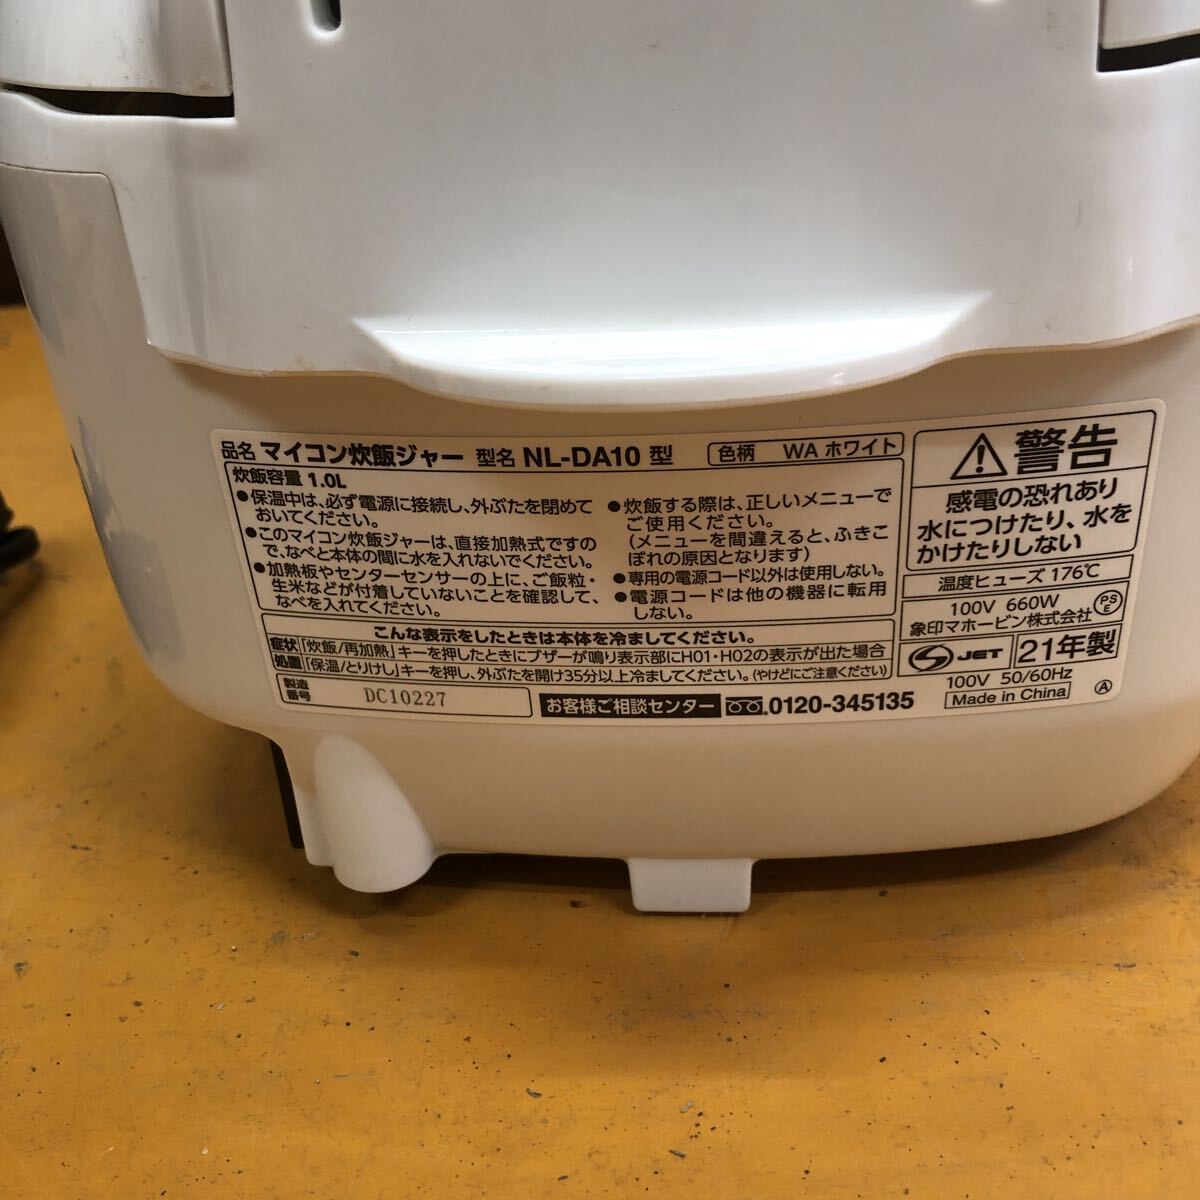 品名 マイコン炊飯ジャー 型名 NL-DA10 型
色柄 WA ホワイト
炊飯容量 1.0L
●保温中は、必ず電源に接続し、外ぶたを閉めて
おいてください。
●このマイコン炊飯ジャーは、直接加熱式ですの
で、なべと本体の間に水を入れないでください。
●加熱板やセンターセンサーの上に、ご飯粒・
生米などが付着していないことを確認して、
なべを入れてください。
●炊飯する際は、正しいメニューで
ご使用ください。
(メニューを間違えると、ふきこ
ぼれの原因となります)
●専用の電源コード以外は使用しない。
●電源コードは他の機器に転用
しない。
こんな表示をしたときは本体を冷ましてください。
症状 「炊飯/再加熱」キーを押したときにブザーが鳴り表示部にH01・H02の表示が出た場合
処置 「保温/とりけし」キーを押し、外ぶたを開け35分以上冷ましてください。(やけどにご注意ください)
製造
番号 DC10227
お客様ご相談センター 0120-345135
警告
感電の恐れあり
水につけたり、水を
かけたりしない
温度ヒューズ 176℃
100V 660W
象印マホービン株式会社
PS
E
JET
21年製
100V 50/60Hz
Made in China
A